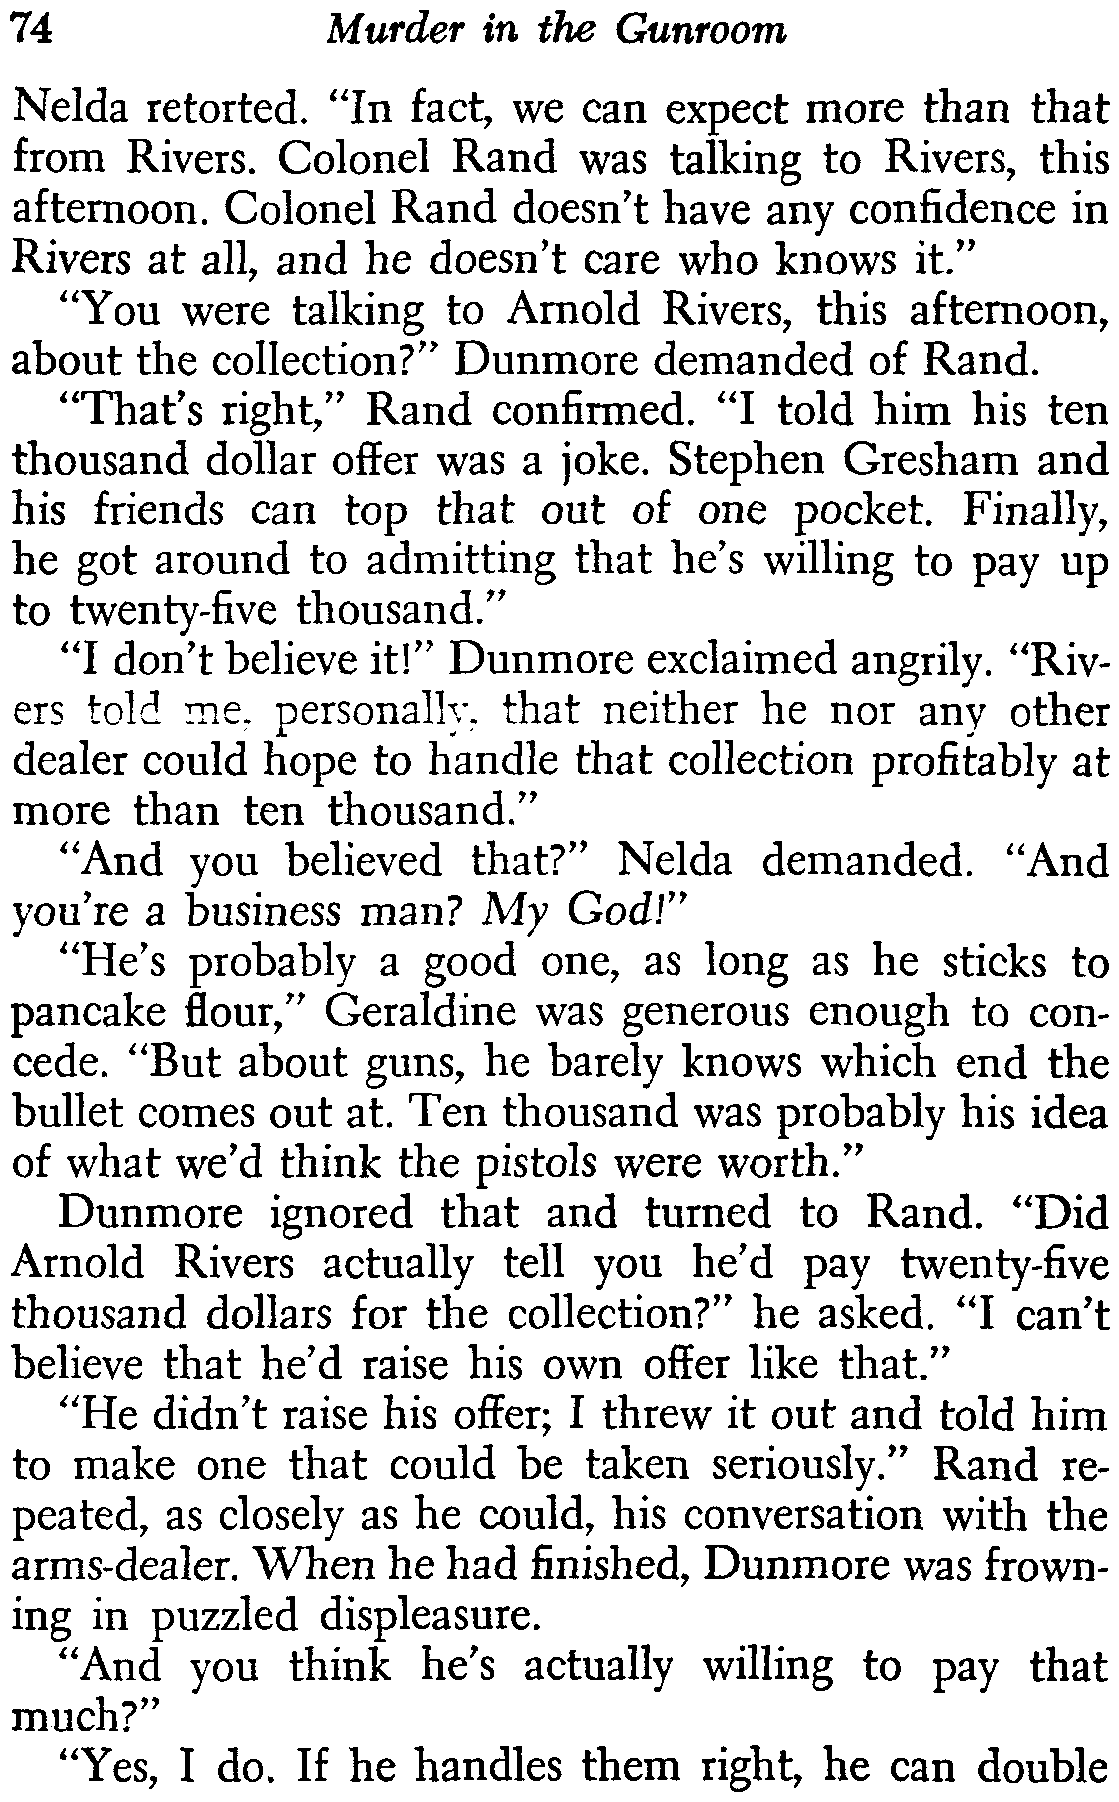 74 Murder in the Gunroom
Nelda retorted. “In fact, we can expect more than that
from Rivers. Colonel Rand was talking to Rivers, this
afternoon. Colonel Rand doesn’t have any confidence in
Rivers at all, and he doesn’t care who knows it.”
“You were talking to Arnold Rivers, this afternoon,
about the collection?” Dunmore demanded of Rand.
“That’s right,” Rand confirmed. “I told him his ten
thousand dollar offer was a joke. Stephen Gresham and
his friends can top that out of one pocket. Finally,
he got around to admitting that he’s willing to pay up
to twenty-five thousand.”
“I don’t believe it!” Dunmore exclaimed angrily. “Riv-
ers told me, personally, that neither he nor any other
dealer could hope to handle that collection profitably at
more than ten thousand.”
“And you believed that?” Nelda demanded. “And
you’re a business man? My God!”
“He’s probably a good one, as long as he sticks to
pancake flour,” Geraldine was generous enough to con-
cede. “But about guns, he barely knows which end the
bullet comes out at. Ten thousand was probably his idea
of what we’d think the pistols were worth.”
Dunmore ignored that and turned to Rand. “Did
Arnold Rivers actually tell you he’d pay twenty-five
thousand dollars for the collection?” he asked. “I can’t
believe that he’d raise his own offer like that.”
“He didn’t raise his offer; I threw it out and told him
to make one that could be taken seriously.” Rand re-
peated, as closely as he could, his conversation with the
arms-dealer. When he had finished, Dunmore was frown-
ing in puzzled displeasure.
“And you think he’s actually willing to pay that
much?”
“Yes, I do. If he handles them right, he can double